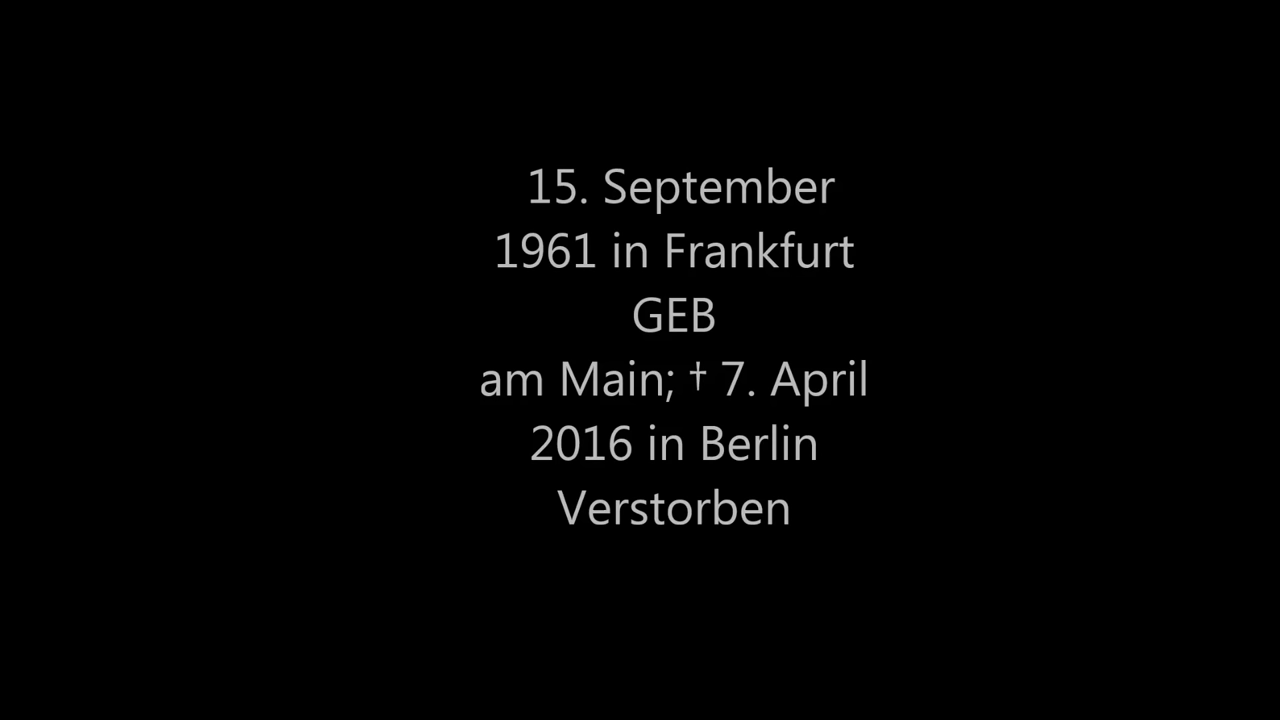 15. September
1961 in Frankfurt
GEB
am Main; † 7. April
2016 in Berlin
Verstorben